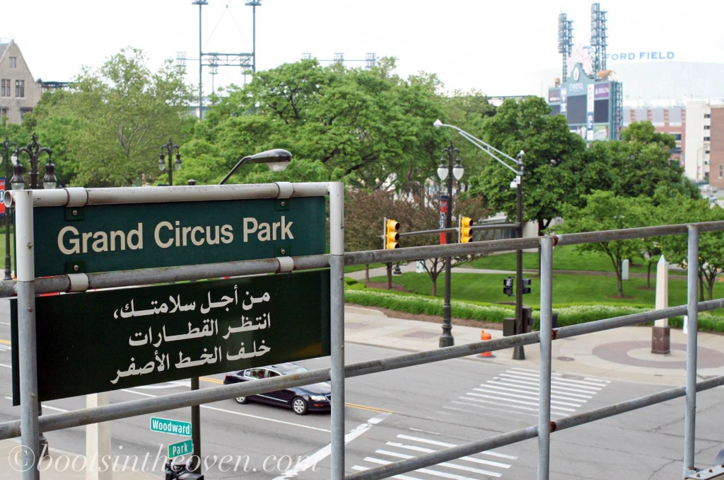 FORD FIELD
Grand Circus Park
من أجل سلامتك،
انتظر القطارات
خلف الخط الأصفر
Woodward
Park
©bootsintheoven.com